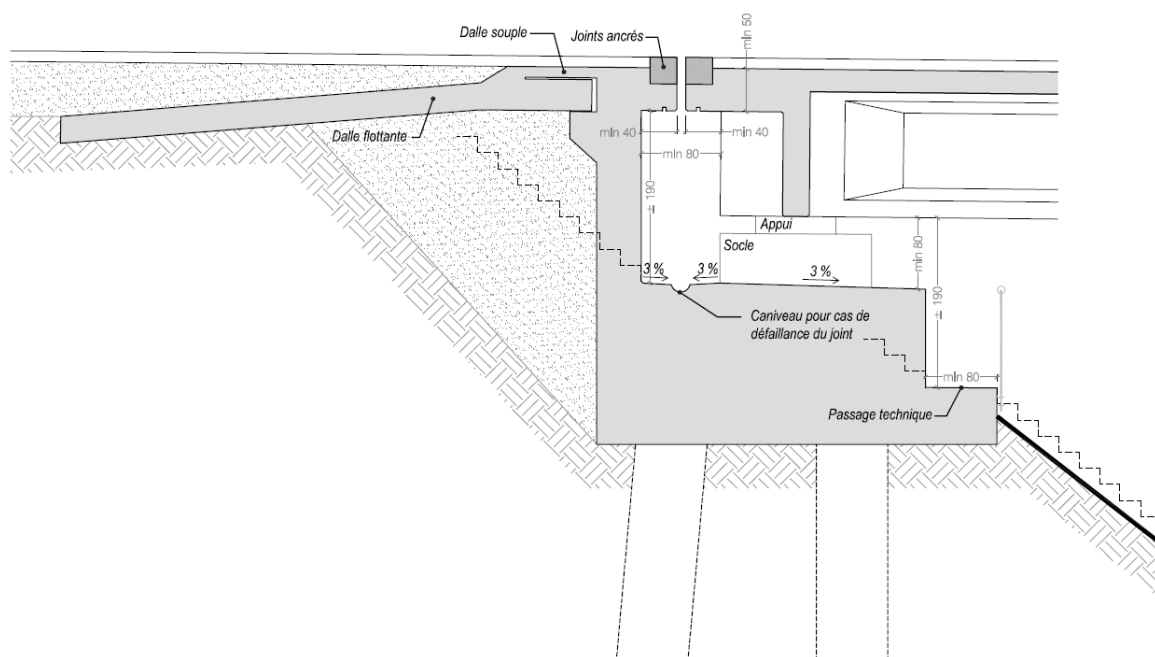 Dalle souple
Joints ancrés
min 50
Dalle flottante
min 40
min 40
min 80
± 190
Appui
Socle
3 %
3 %
3 %
min 80
± 190
Caniveau pour cas de
défaillance du joint
min 80
Passage technique